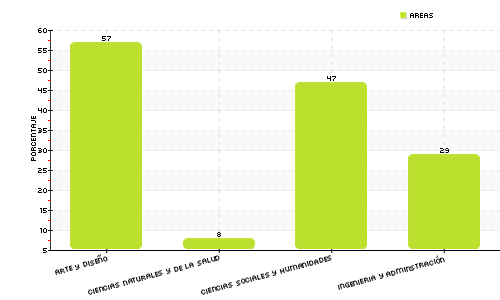 AREAS
PORCENTAJE
60
55
50
45
40
35
30
25
20
15
10
5
57
8
47
29
ARTE Y DISEÑO
CIENCIAS NATURALES Y DE LA SALUD
CIENCIAS SOCIALES Y HUMANIDADES
INGENIERIA Y ADMINSTRACIÓN